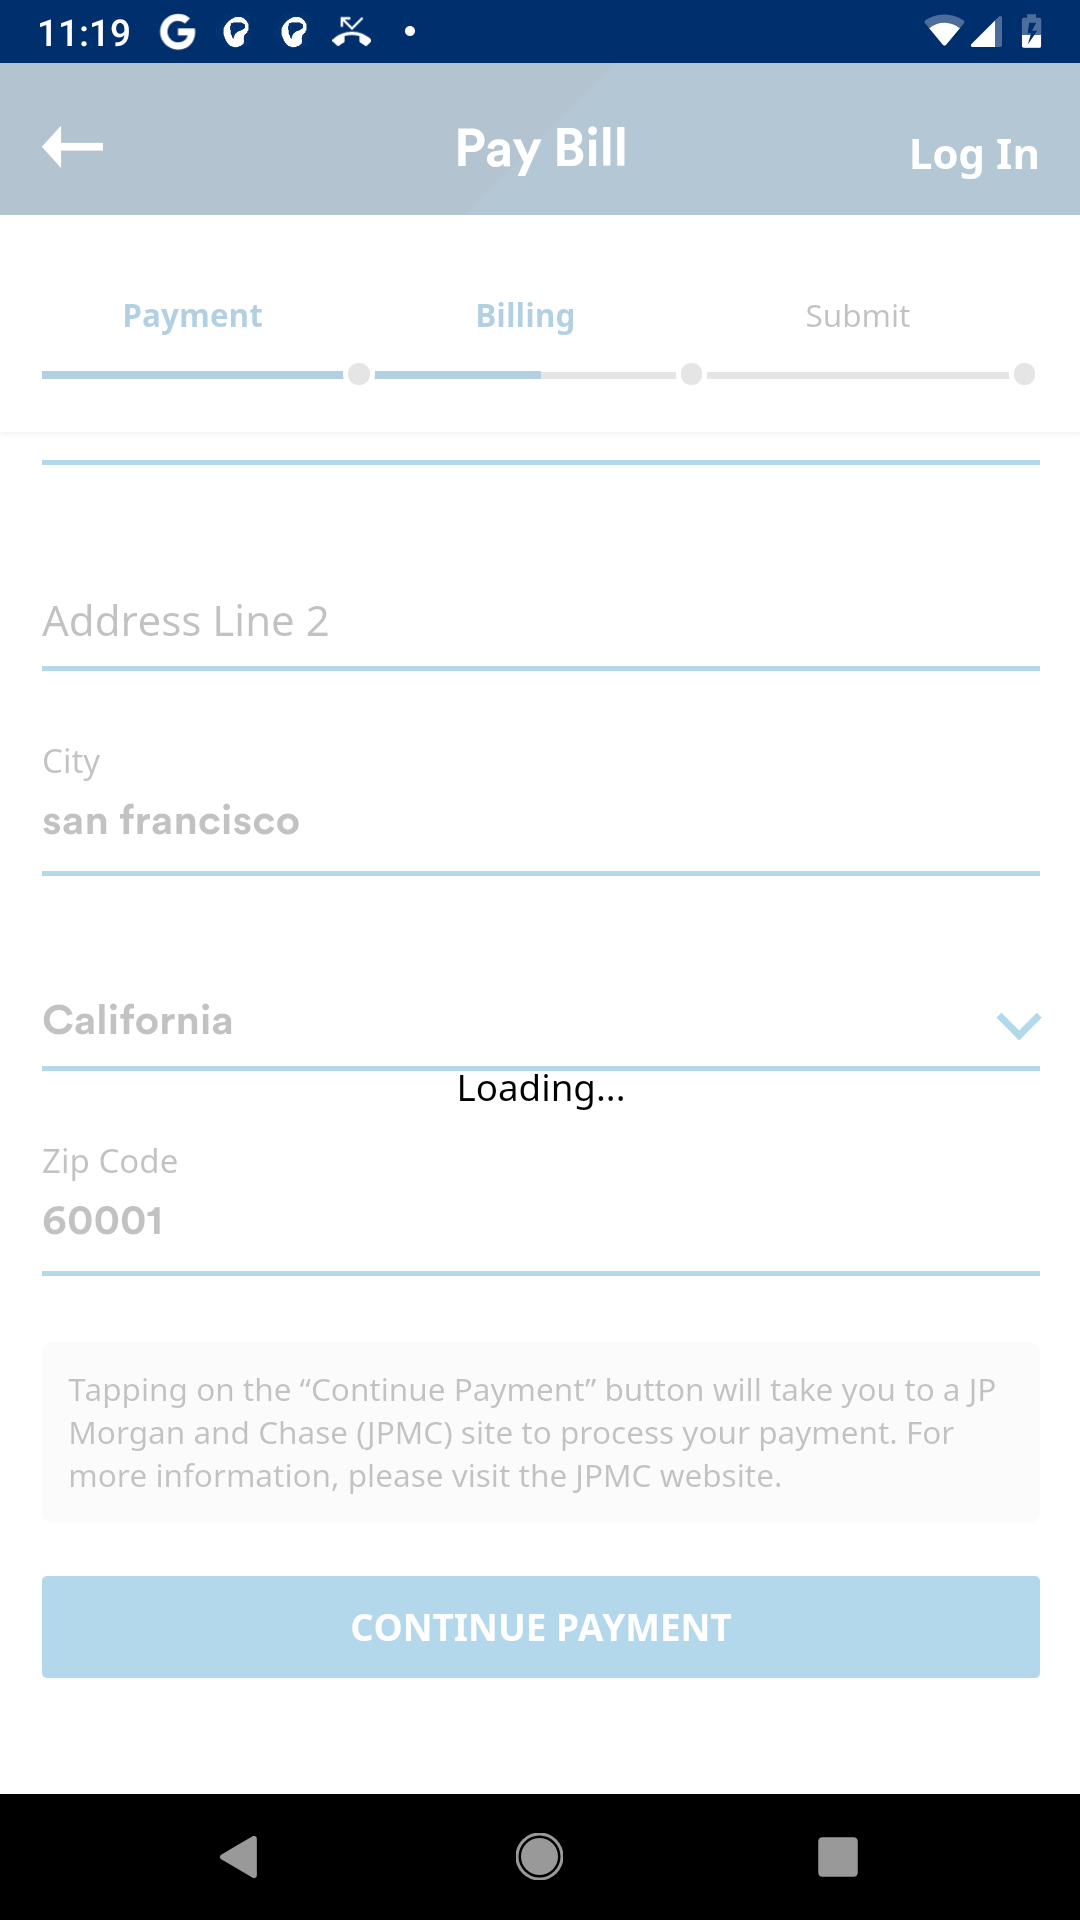 11:19
Pay Bill
Log In
Payment
Billing
Submit
Address Line 2
City
san francisco
California
Loading...
Zip Code
60001
Tapping on the “Continue Payment” button will take you to a JP
Morgan and Chase (JPMC) site to process your payment. For
more information, please visit the JPMC website.
CONTINUE PAYMENT